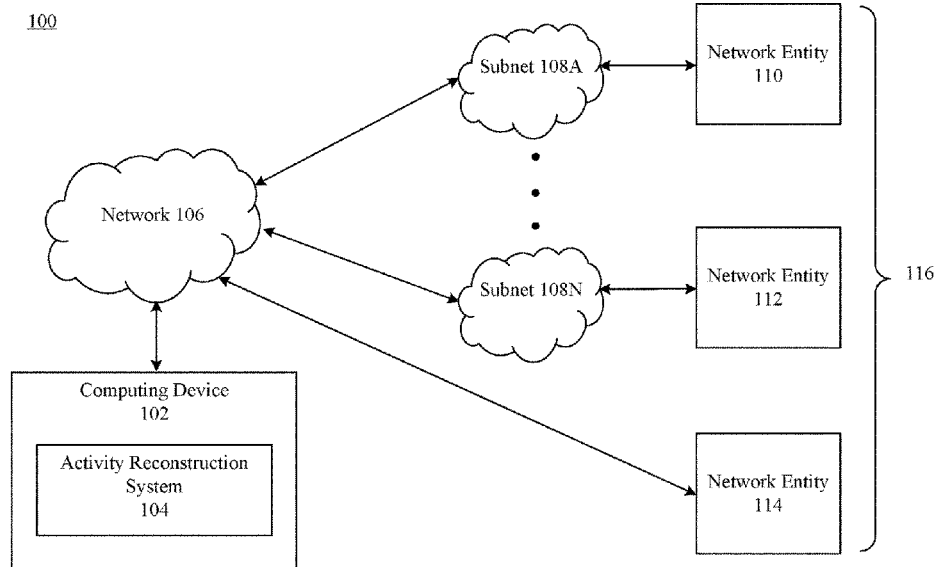 100
Subnet 108A
Network Entity
110
Network 106
Subnet 108N
Network Entity
112
116
Computing Device
102
Activity Reconstruction
System
104
Network Entity
114